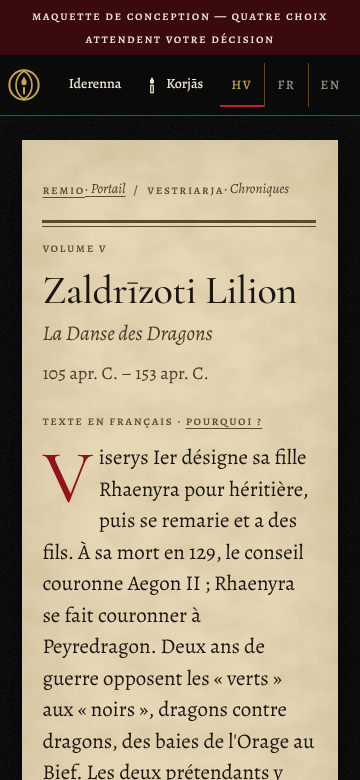 MAQUETTE DE CONCEPTION — QUATRE CHOIX
ATTENDENT VOTRE DÉCISION
Iderenna Korjās HV FR EN
REMIO · Portail / VESTRIARJA · Chroniques
VOLUME V
Zaldrīzoti Lilion
La Danse des Dragons
105 apr. C. – 153 apr. C.
TEXTE EN FRANÇAIS · POURQUOI ?
Viserys Ier désigne sa fille
Rhaenyra pour héritière,
puis se remarie et a des
fils. À sa mort en 129, le conseil
couronne Aegon II ; Rhaenyra
se fait couronner à
Peyredragon. Deux ans de
guerre opposent les « verts »
aux « noirs », dragons contre
dragons, des baies de l'Orage au
Bief. Les deux prétendants y